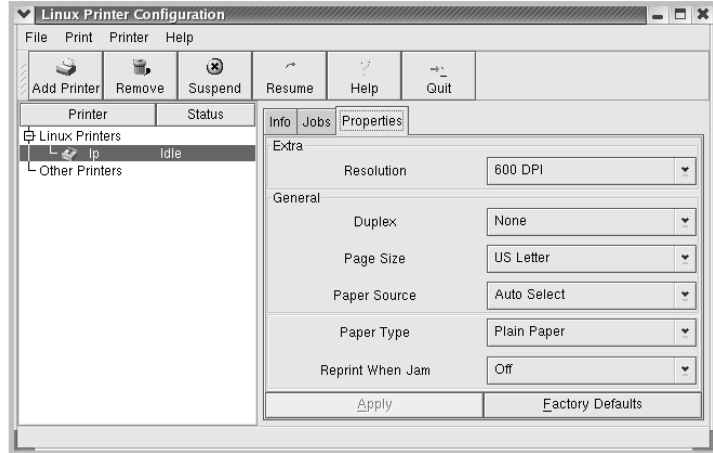 Linux Printer Configuration
File Print Printer Help
Add Printer Remove Suspend Resume Help Quit
Printer Status
Linux Printers
lp Idle
Other Printers
Info Jobs Properties
Extra
Resolution 600 DPI
General
Duplex None
Page Size US Letter
Paper Source Auto Select
Paper Type Plain Paper
Reprint When Jam Off
Apply Factory Defaults